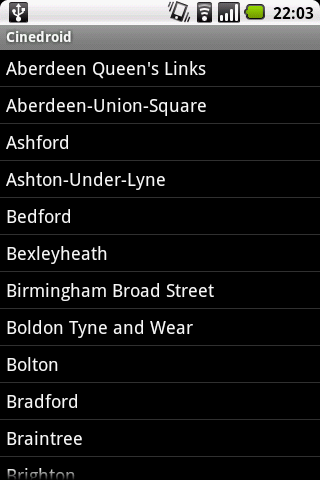 22:03
Cinedroid
Aberdeen Queen's Links
Aberdeen-Union-Square
Ashford
Ashton-Under-Lyne
Bedford
Bexleyheath
Birmingham Broad Street
Boldon Tyne and Wear
Bolton
Bradford
Braintree
Brighton